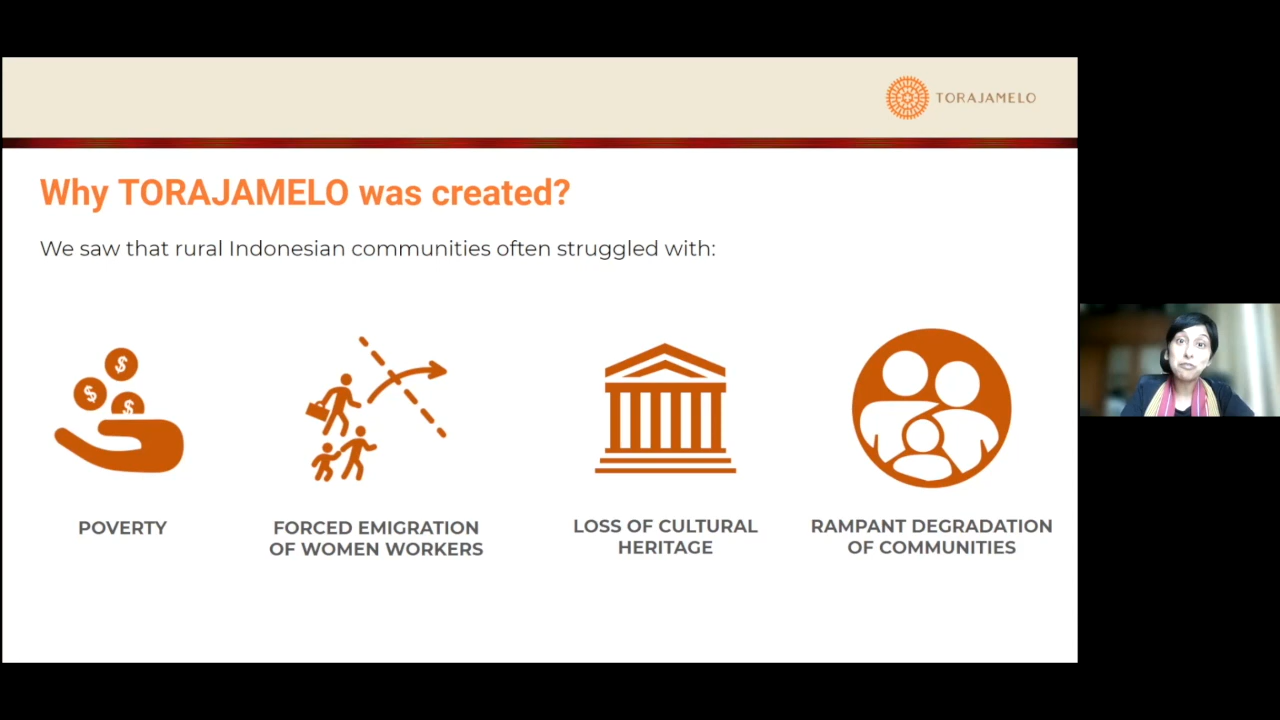 TORAJAMELO
Why TORAJAMELO was created?
We saw that rural Indonesian communities often struggled with:
$
$
$
POVERTY
FORCED EMIGRATION
OF WOMEN WORKERS
LOSS OF CULTURAL
HERITAGE
RAMPANT DEGRADATION
OF COMMUNITIES